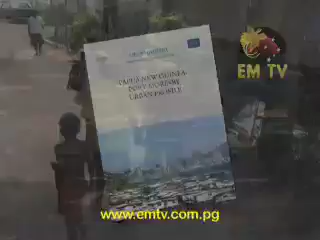 EM TV
PAPUA NEW GUINEA:
PORT MORESBY
URBAN PROFILE
www.emtv.com.pg